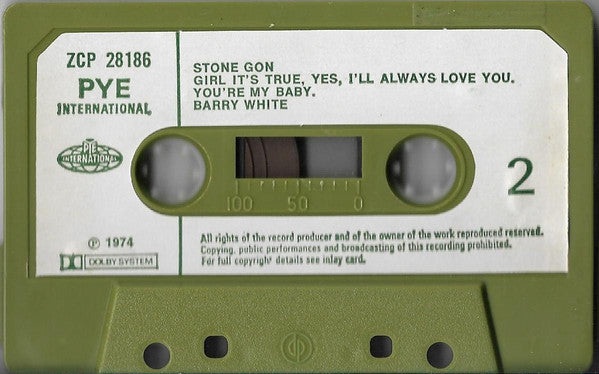 ZCP 28186
PYE
INTERNATIONAL
PYE
INTERNATIONAL
STONE GON
GIRL IT'S TRUE, YES, I'LL ALWAYS LOVE YOU.
YOU'RE MY BABY.
BARRY WHITE
100 50 0
2
All rights of the record producer and of the owner of the work reproduced reserved.
Copying, public performances and broadcasting of this recording prohibited.
For full copyright details see inlay card.
℗ 1974
DOLBY SYSTEM